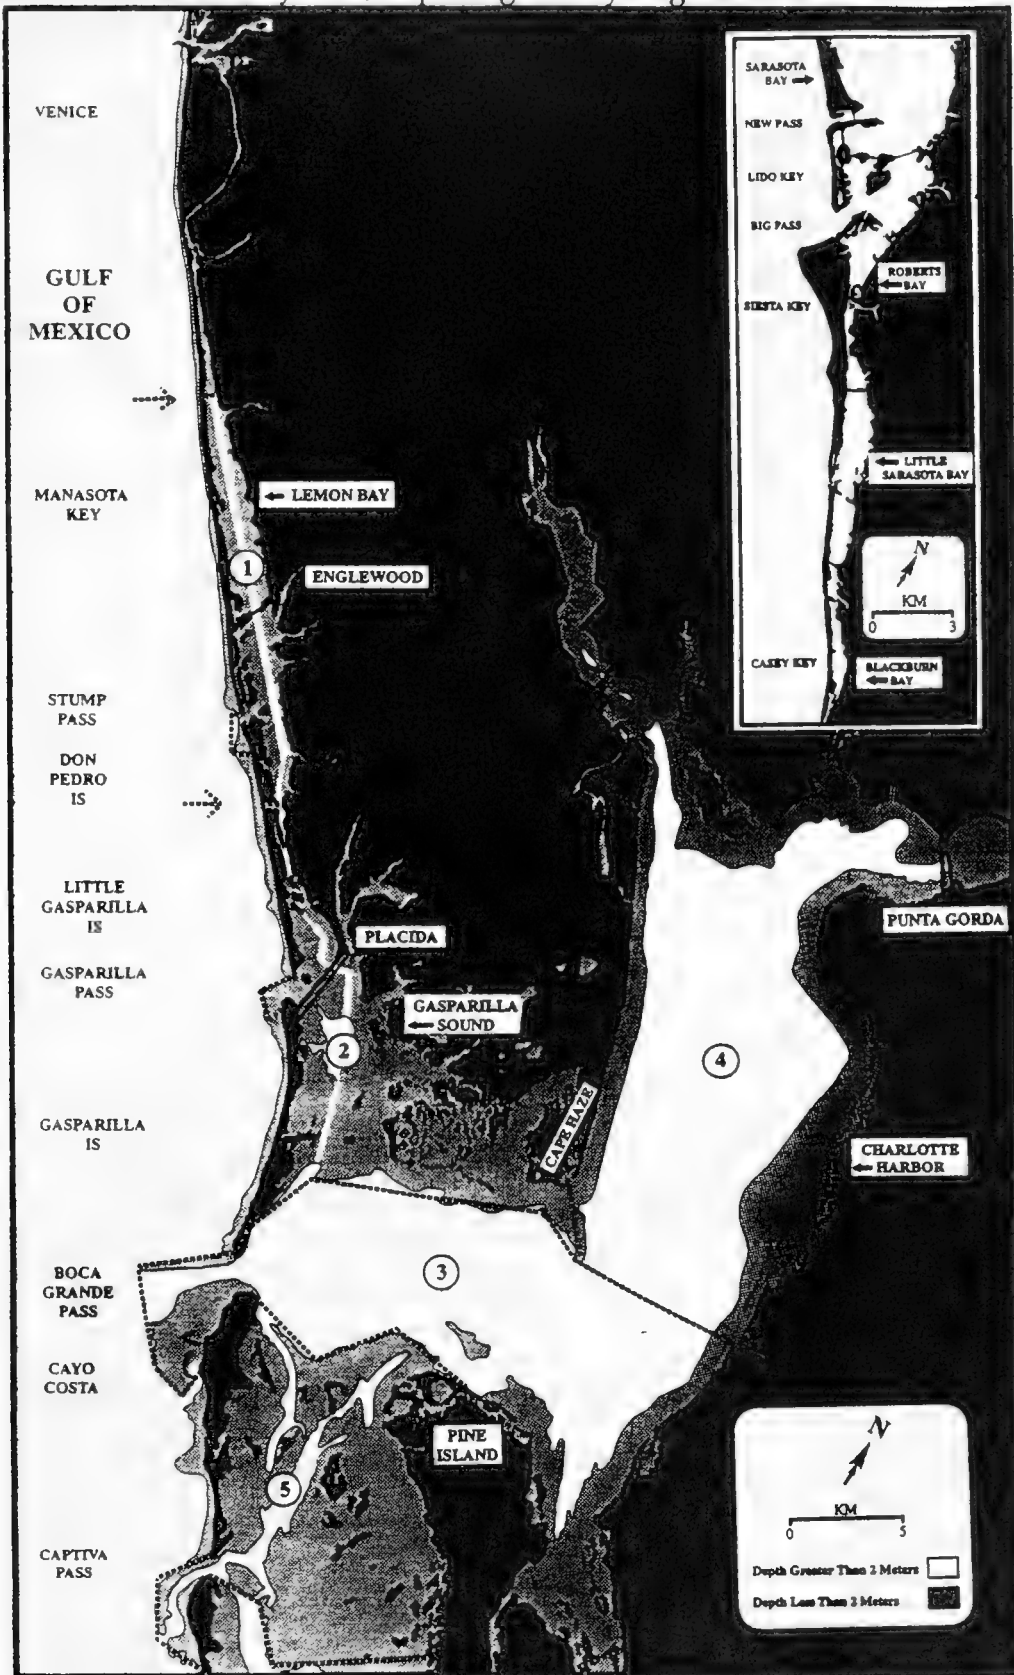 VENICE
GULF
OF
MEXICO
MANASOTA
KEY
LEMON BAY
1
ENGLEWOOD
STUMP
PASS
DON
PEDRO
IS
LITTLE
GASPARILLA
IS
PLACIDA
GASPARILLA
PASS
GASPARILLA
SOUND
2
GASPARILLA
IS
CAPE HAZE
4
PUNTA GORDA
CHARLOTTE
HARBOR
BOCA
GRANDE
PASS
3
CAYO
COSTA
PINE
ISLAND
5
CAPTIVA
PASS
SARASOTA
BAY
NEW PASS
LIDO KEY
BIG PASS
ROBERTS
BAY
SIESTA KEY
LITTLE
SARASOTA BAY
N
KM
0 3
CASEY KEY
BLACKBURN
BAY
N
KM
0 5
Depth Greater Than 2 Meters
Depth Less Than 2 Meters